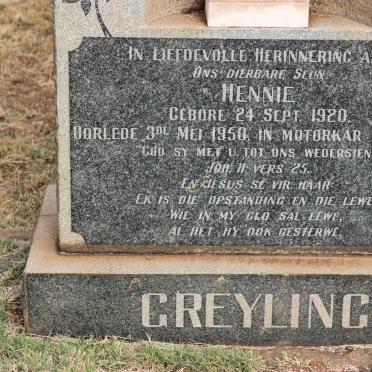 IN LIEFDEVOLLE HERINNERING A
ONS DIERBARE SEUN
HENNIE
GEBORE 24 SEPT. 1920.
OORLEDE 3DE MEI 1950, IN MOTORKAR
GOD SY MET U TOT ONS WEDERSIEN
JOH. 11 VERS 25.
EN JESUS SÊ VIR HAAR:
EK IS DIE OPSTANDING EN DIE LEWE
WIE IN MY GLO SAL LEWE,
AL HET HY OOK GESTERWE.
GREYLING